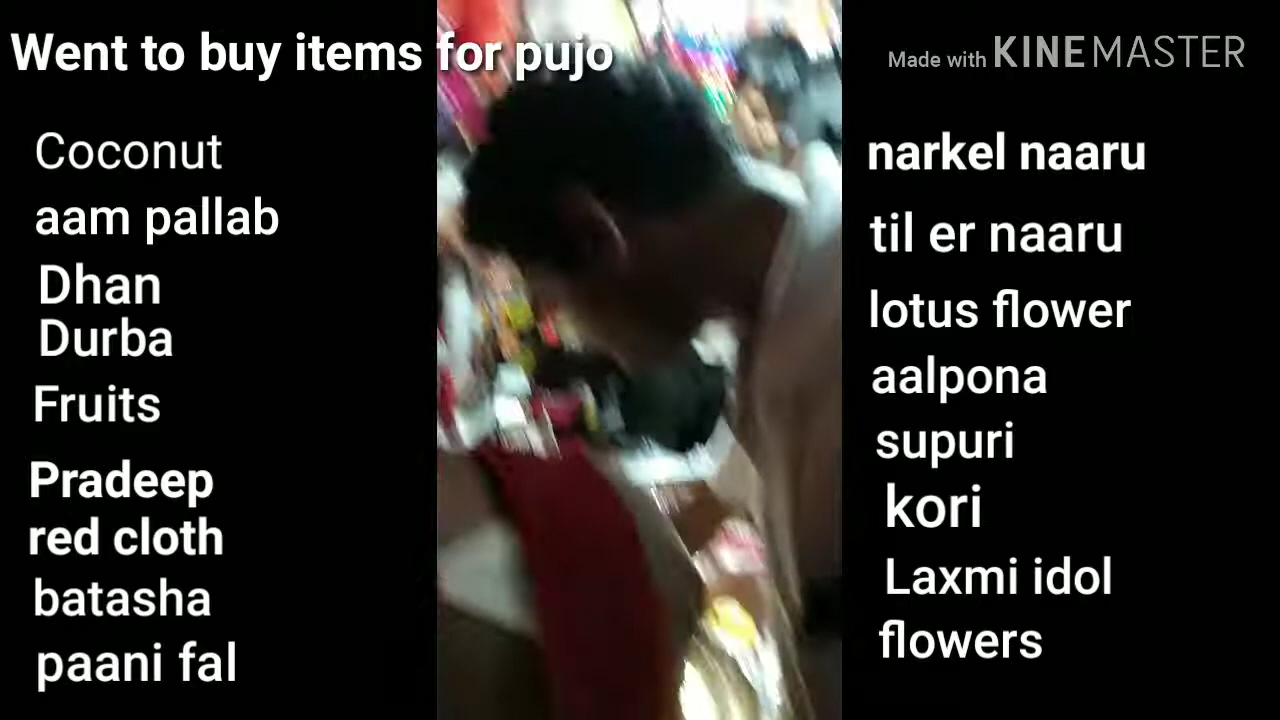 Went to buy items for pujo
Made with KINEMASTER
Coconut
aam pallab
Dhan
Durba
Fruits
Pradeep
red cloth
batasha
paani fal
narkel naaru
til er naaru
lotus flower
aalpona
supuri
kori
Laxmi idol
flowers